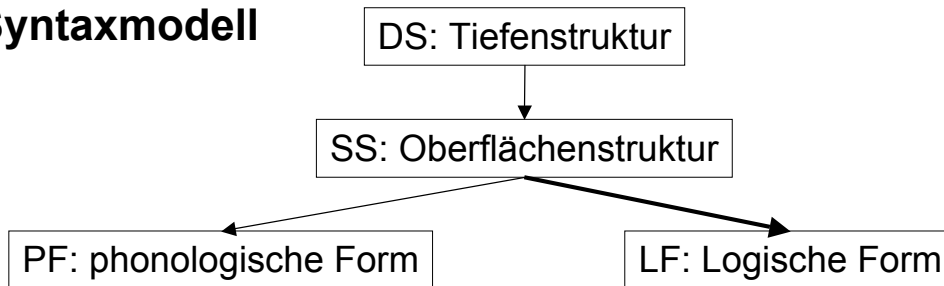 Syntaxmodell
DS: Tiefenstruktur
SS: Oberflächenstruktur
PF: phonologische Form
LF: Logische Form